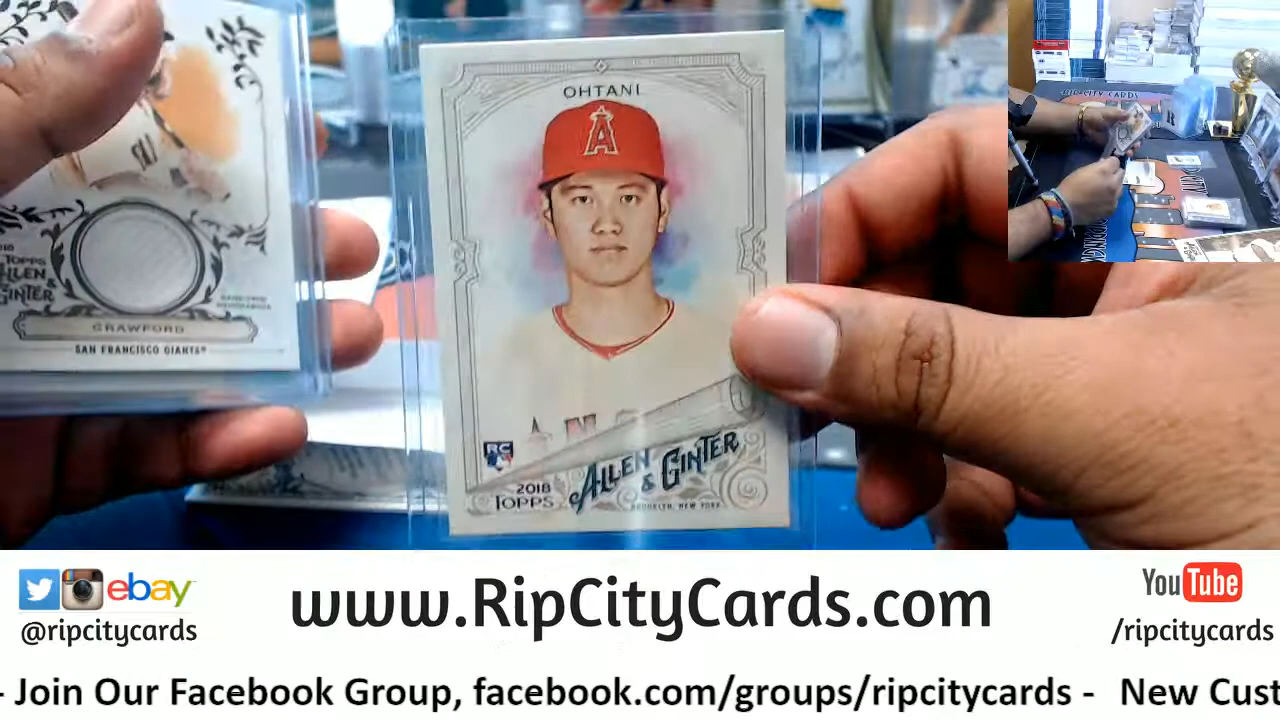 OHTANI
A
RC
2018
TOPPS
ALLEN & GINTER
BROOKLYN, NEW YORK
TOPPS
ALLEN & GINTER
CRAWFORD
SAN FRANCISCO GIANTS
RIP CITY CARDS
ebay
@ripcitycards
www.RipCityCards.com
YouTube
/ripcitycards
- Join Our Facebook Group, facebook.com/groups/ripcitycards - New Cust